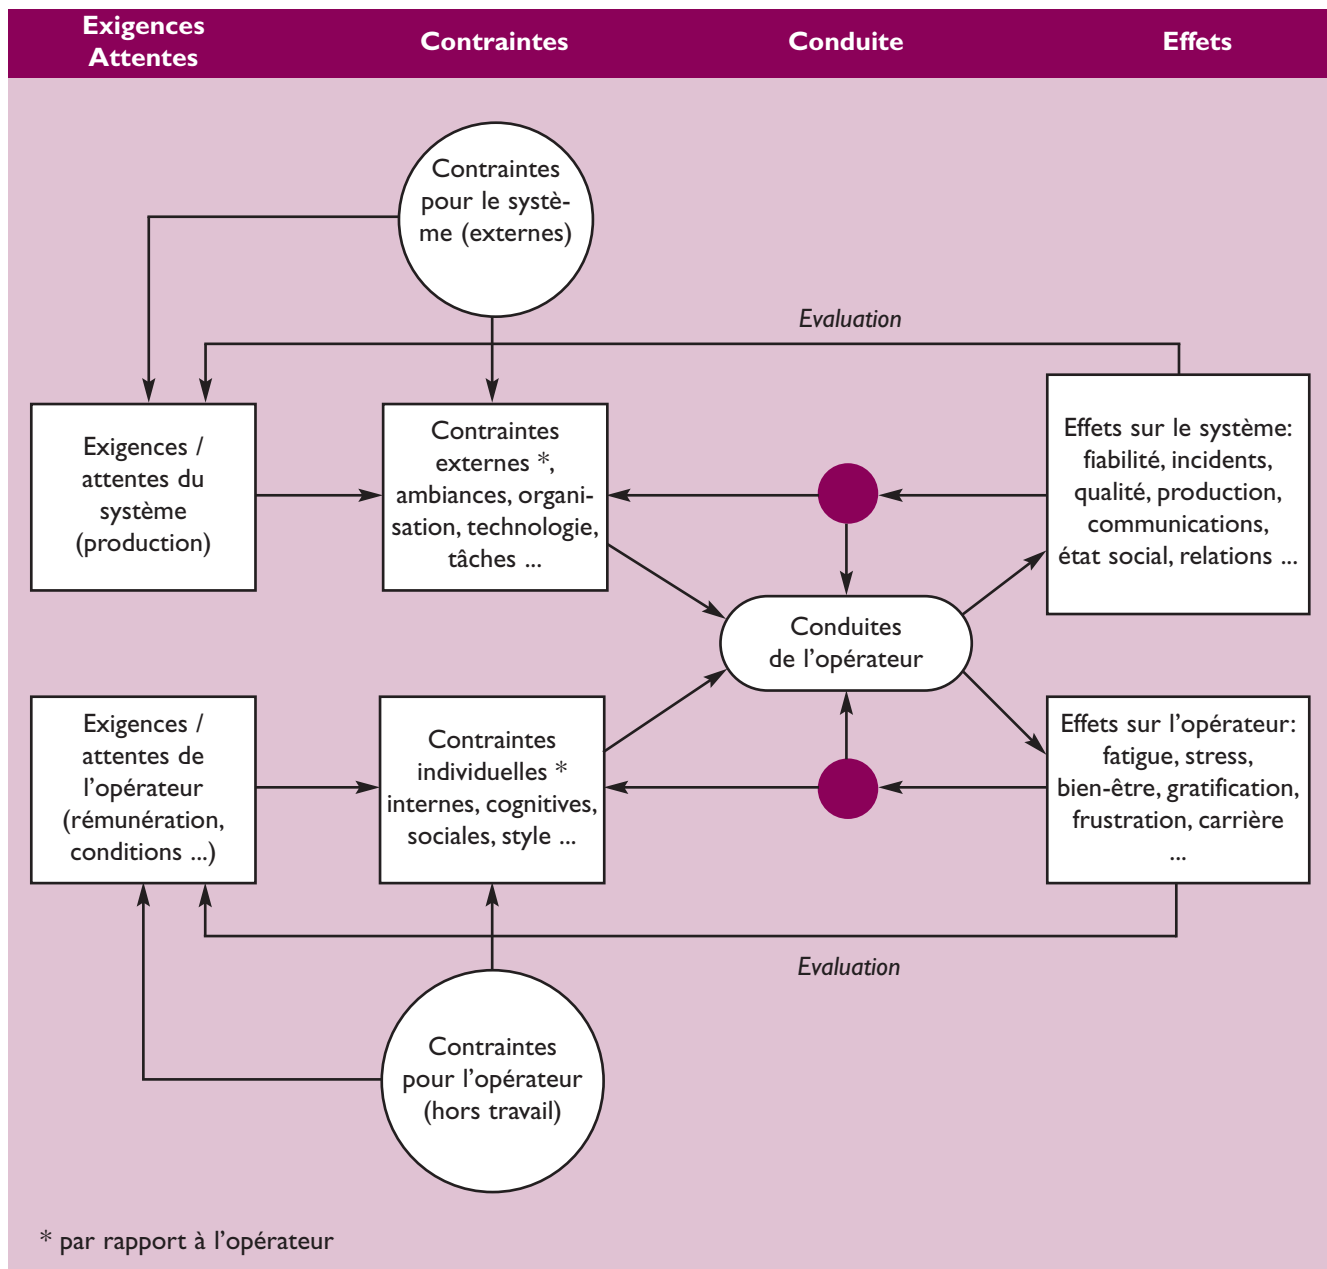 Exigences
Attentes
Contraintes
Conduite
Effets
Contraintes
pour le systè-
me (externes)
Evaluation
Exigences /
attentes du
système
(production)
Contraintes
externes *,
ambiances, organi-
sation, technologie,
tâches ...
Effets sur le système:
fiabilité, incidents,
qualité, production,
communications,
état social, relations ...
Conduites
de l’opérateur
Exigences /
attentes de
l’opérateur
(rémunération,
conditions ...)
Contraintes
individuelles *
internes, cognitives,
sociales, style ...
Effets sur l’opérateur:
fatigue, stress,
bien-être, gratification,
frustration, carrière
...
Evaluation
Contraintes
pour l’opérateur
(hors travail)
* par rapport à l’opérateur